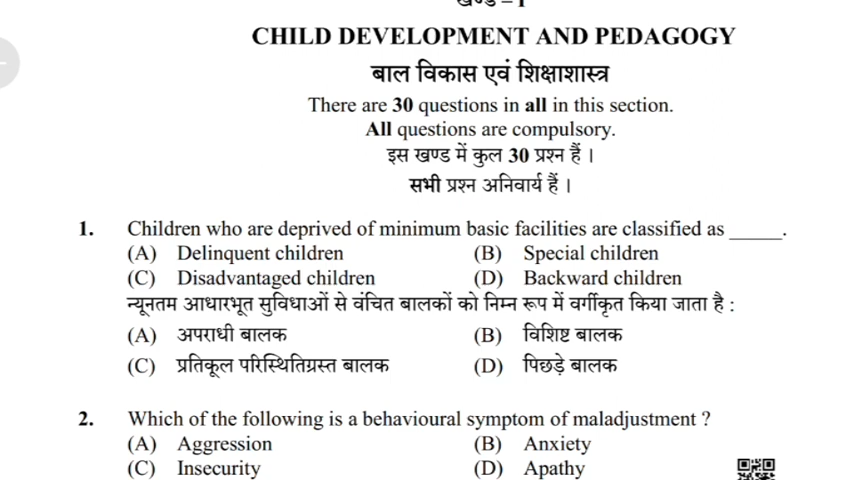 खण्ड – I
CHILD DEVELOPMENT AND PEDAGOGY
बाल विकास एवं शिक्षाशास्त्र
There are 30 questions in all in this section.
All questions are compulsory.
इस खण्ड में कुल 30 प्रश्न हैं ।
सभी प्रश्न अनिवार्य हैं ।
1. Children who are deprived of minimum basic facilities are classified as _____.
(A) Delinquent children (B) Special children
(C) Disadvantaged children (D) Backward children
न्यूनतम आधारभूत सुविधाओं से वंचित बालकों को निम्न रूप में वर्गीकृत किया जाता है :
(A) अपराधी बालक (B) विशिष्ट बालक
(C) प्रतिकूल परिस्थितिग्रस्त बालक (D) पिछड़े बालक
2. Which of the following is a behavioural symptom of maladjustment ?
(A) Aggression (B) Anxiety
(C) Insecurity (D) Apathy